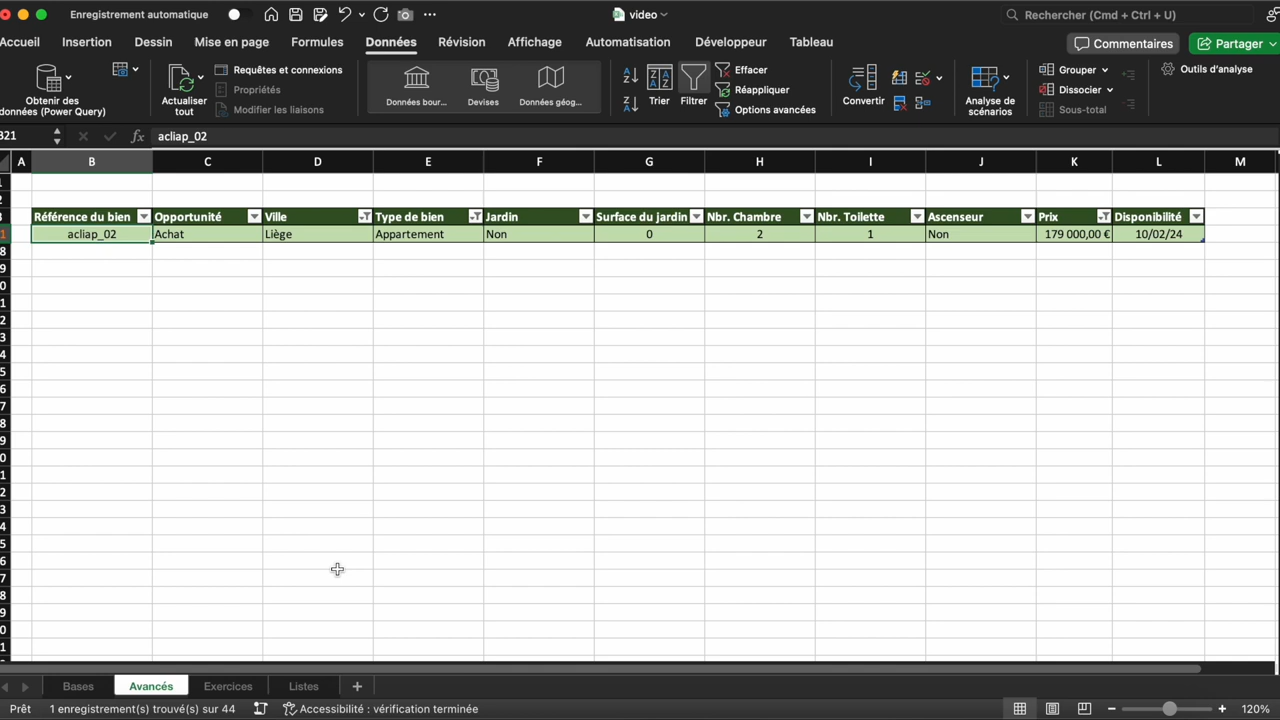 Enregistrement automatique
video
Rechercher (Cmd + Ctrl + U)
Accueil Insertion Dessin Mise en page Formules Données Révision Affichage Automatisation Développeur Tableau
Commentaires
Partager
Obtenir des
données (Power Query)
Actualiser
tout
Requêtes et connexions
Propriétés
Modifier les liaisons
Données bour...
Devises
Données géog...
Trier
Filtrer
Effacer
Réappliquer
Options avancées
Convertir
Analyse de
scénarios
Grouper
Dissocier
Sous-total
Outils d'analyse
B21
fx acliap_02
A B C D E F G H I J K L M
Référence du bien Opportunité Ville Type de bien Jardin Surface du jardin Nbr. Chambre Nbr. Toilette Ascenseur Prix Disponibilité
acliap_02 Achat Liège Appartement Non 0 2 1 Non 179 000,00 € 10/02/24
Bases Avancés Exercices Listes
Prêt 1 enregistrement(s) trouvé(s) sur 44 Accessibilité : vérification terminée
120%